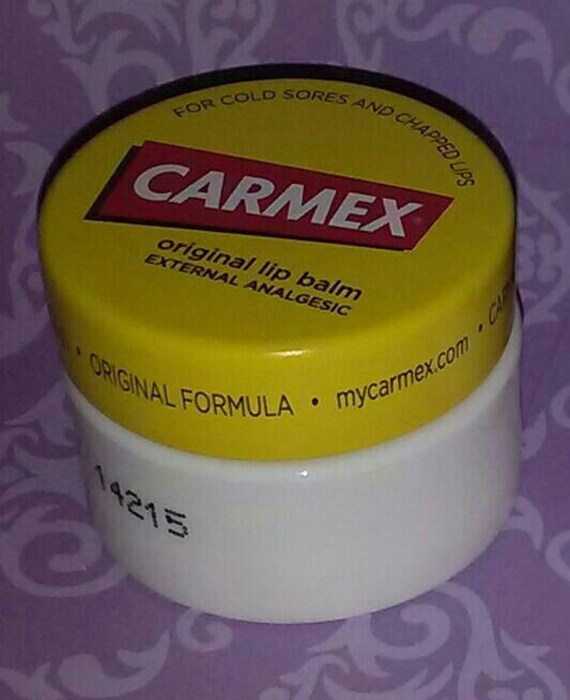 FOR COLD SORES AND CHAPPED LIPS
CARMEX
original lip balm
EXTERNAL ANALGESIC
• ORIGINAL FORMULA • mycarmex.com •
14215